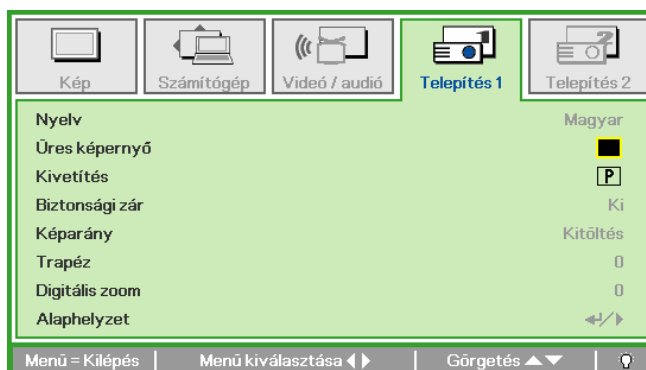 Kép
Számítógép
Videó / audió
Telepítés 1
Telepítés 2
Nyelv Magyar
Üres képernyő
Kivetítés P
Biztonsági zár Ki
Képarány Kitöltés
Trapéz 0
Digitális zoom 0
Alaphelyzet
Menü = Kilépés Menü kiválasztása Görgetés